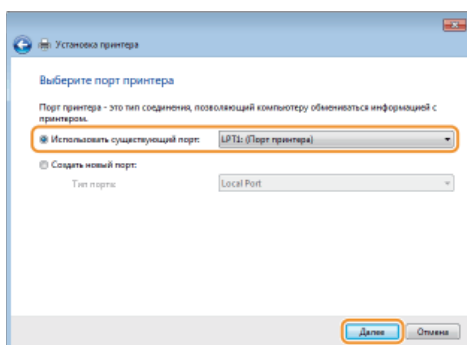 Установка принтера
Выберите порт принтера
Порт принтера - это тип соединения, позволяющий компьютеру обмениваться информацией с
принтером.
Использовать существующий порт: LPT1: (Порт принтера)
Создать новый порт:
Тип порта: Local Port
Далее Отмена